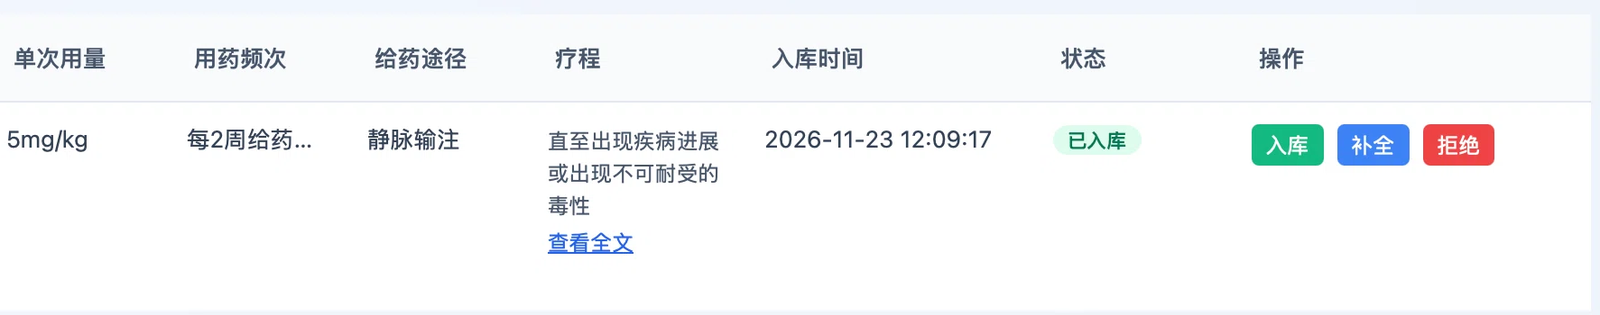 单次用量 用药频次 给药途径 疗程 入库时间 状态 操作
5mg/kg 每2周给药... 静脉输注 直至出现疾病进展 2026-11-23 12:09:17 已入库 入库 补全 拒绝
或出现不可耐受的
毒性
查看全文